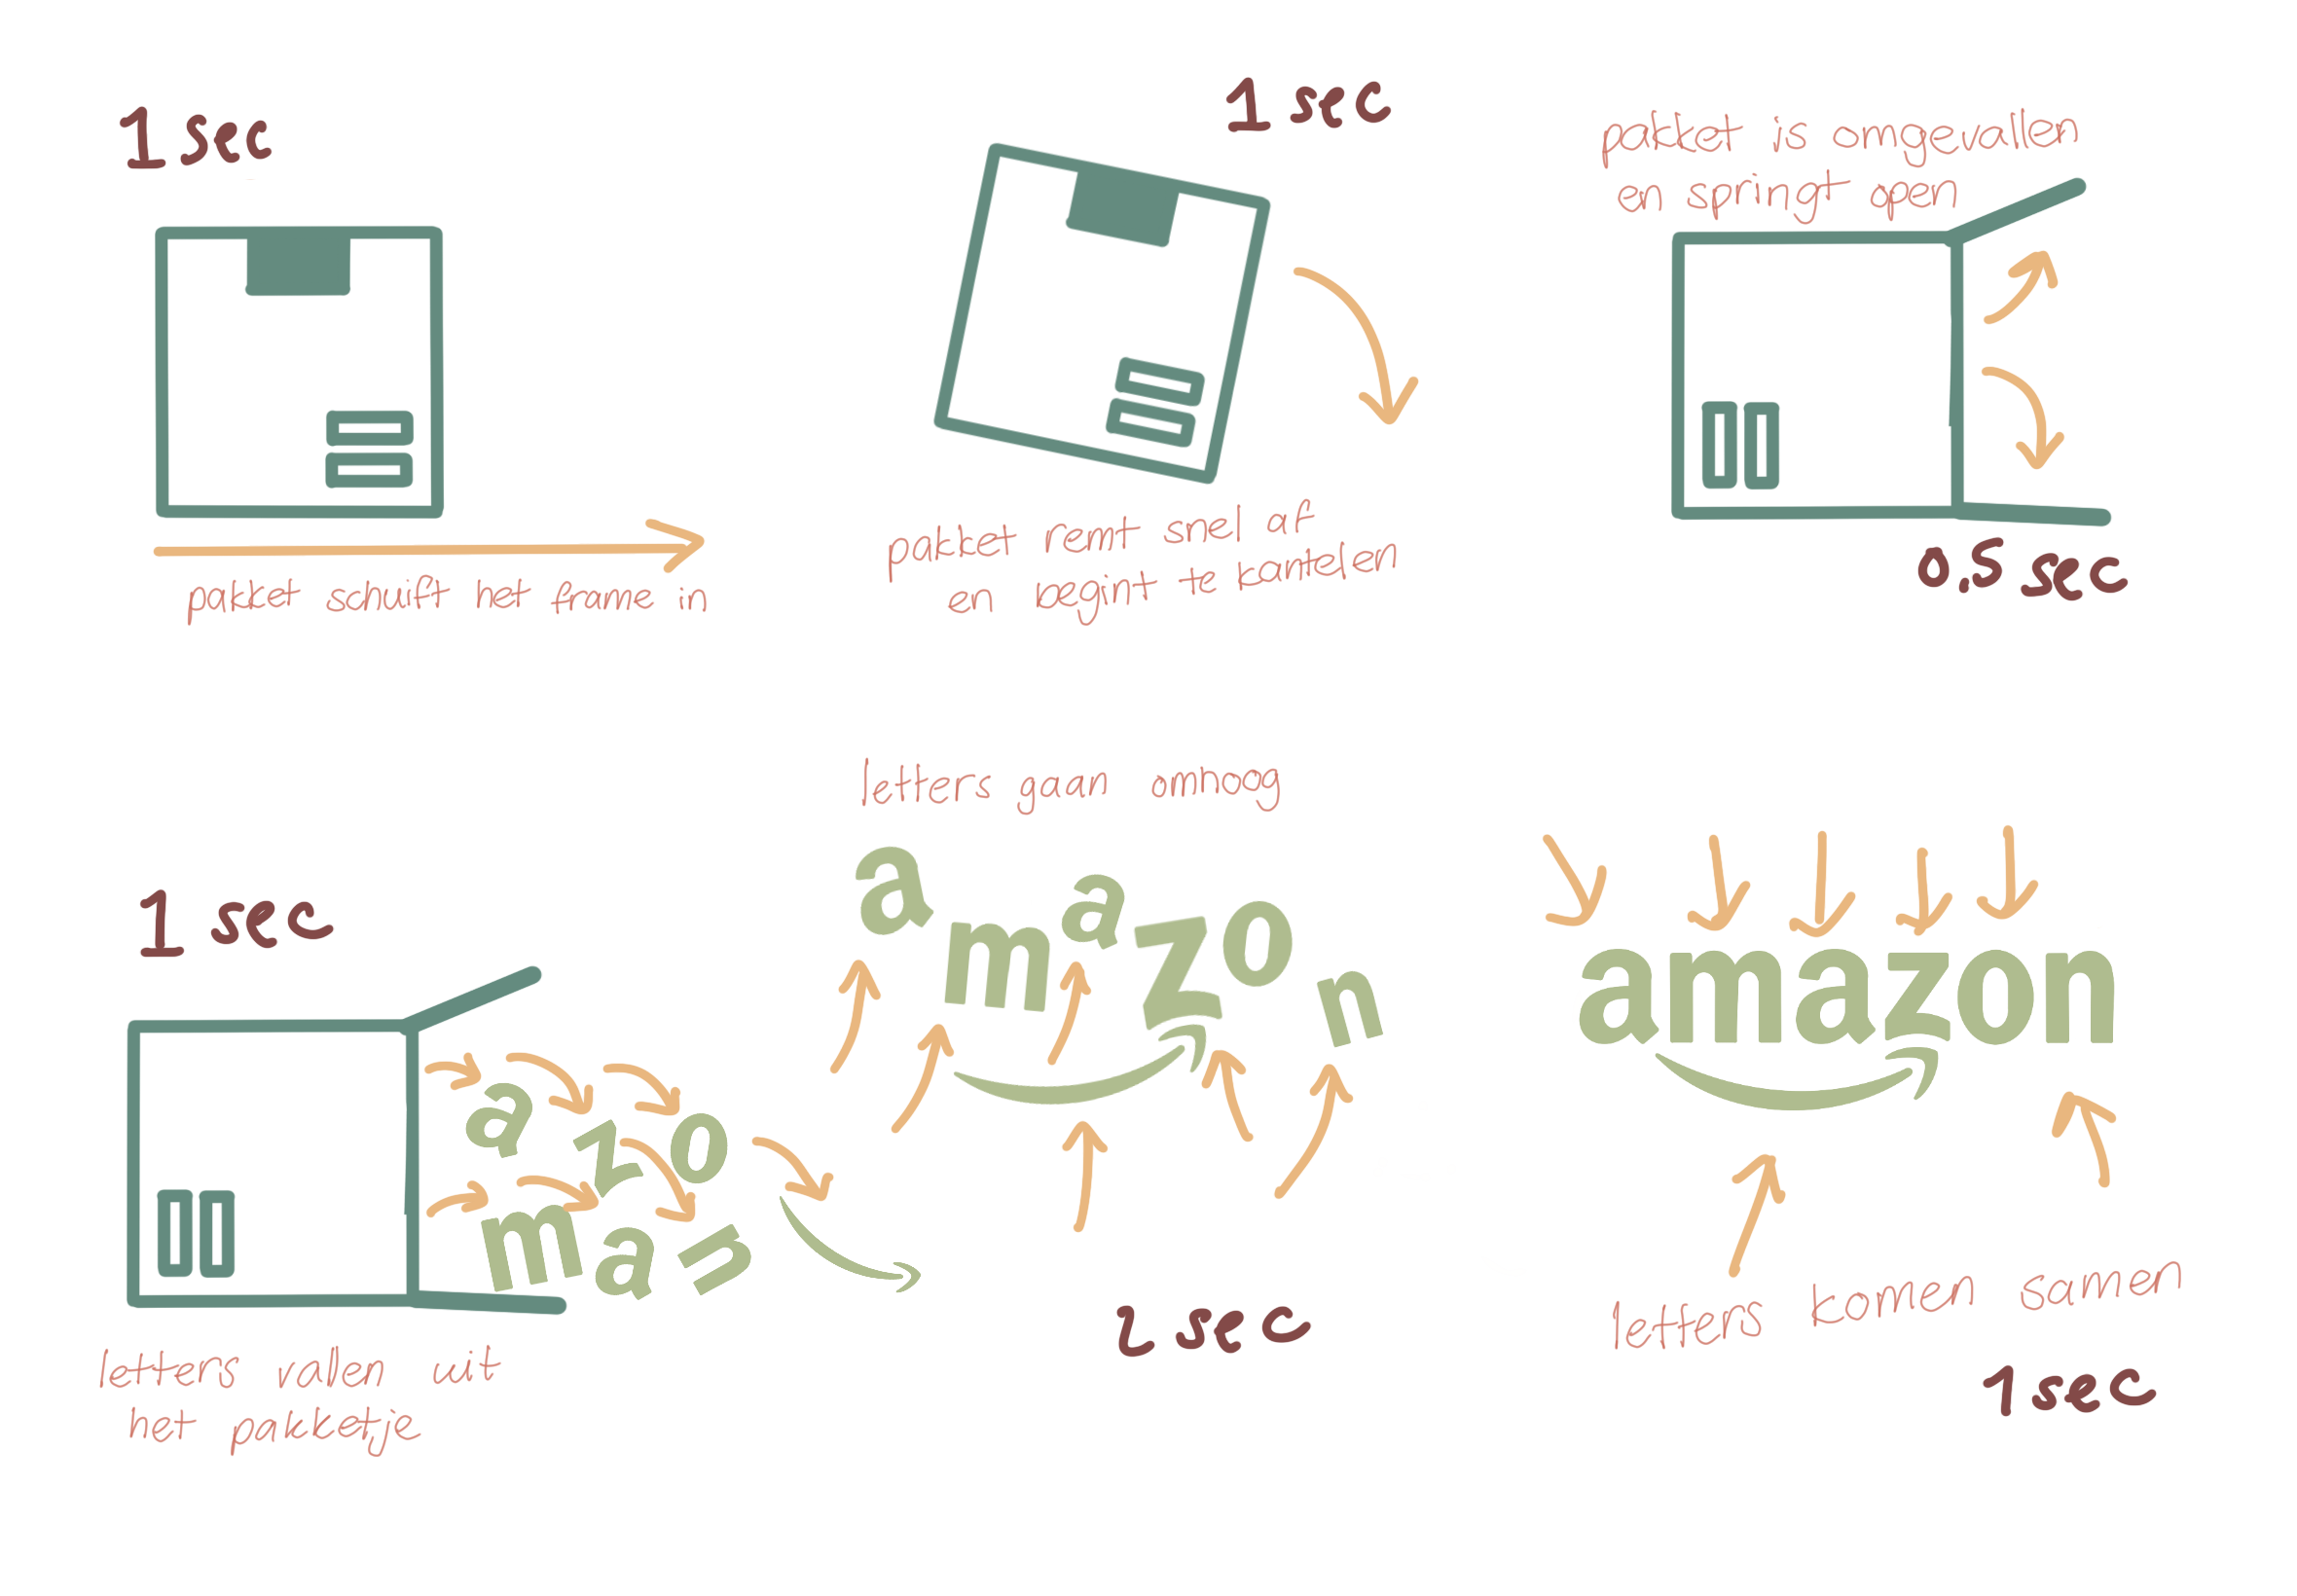 1 sec
pakket schuift het frame in
1 sec
pakket remt snel af
en begint te kantelen
pakket is omgevallen
en springt open
0.5 sec
1 sec
a z o
m a n
letters vallen uit
het pakketje
letters gaan omhoog
a m a z o n
2 sec
amazon
letters komen samen
1 sec